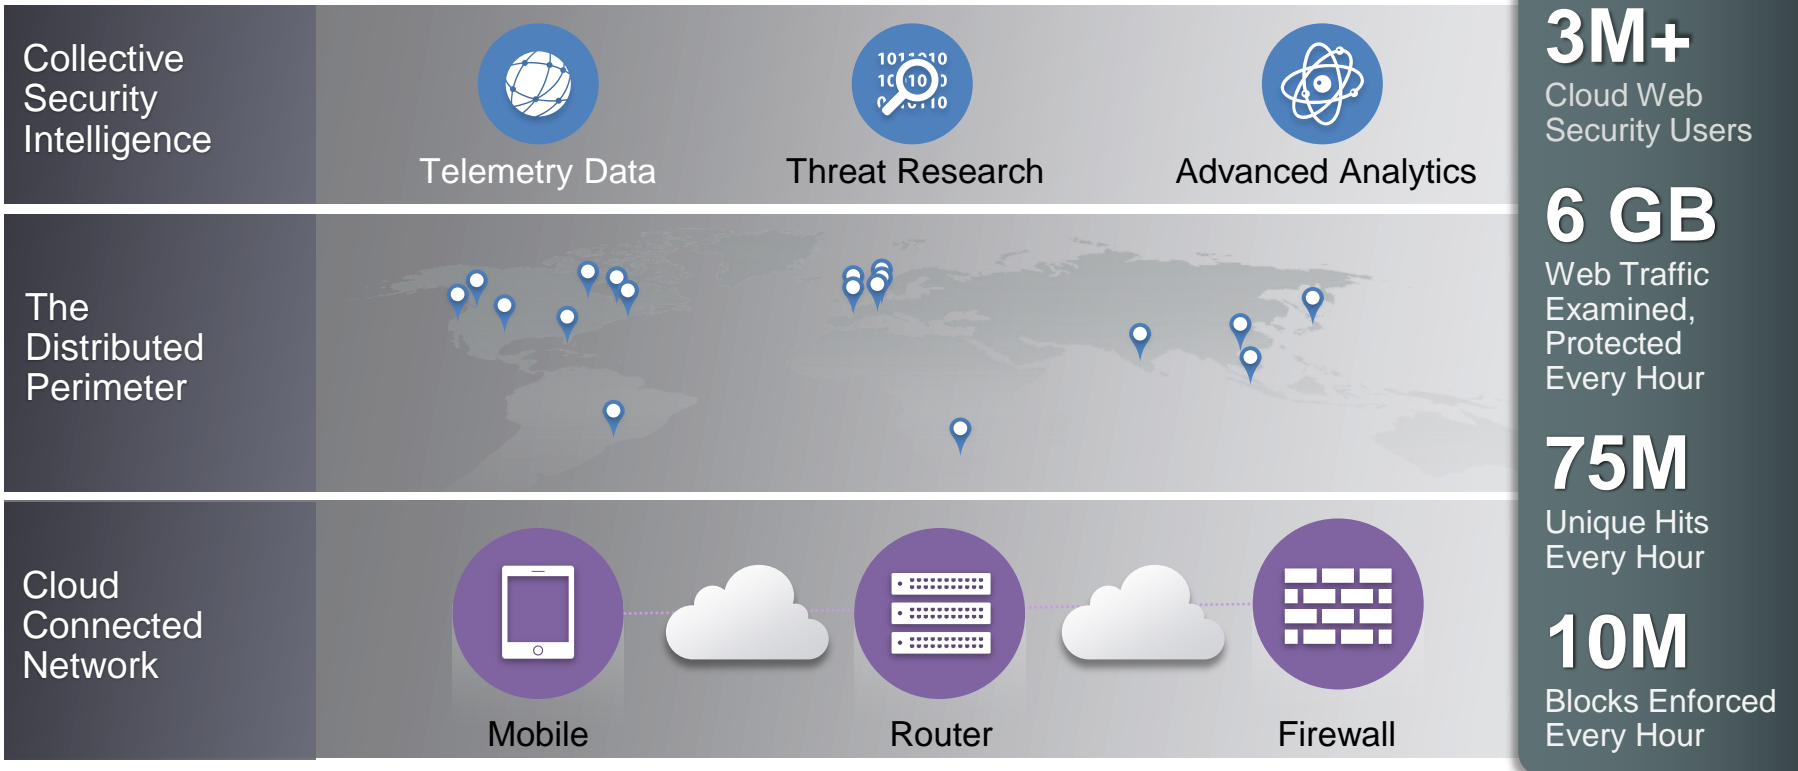 Collective
Security
Intelligence
Telemetry Data
Threat Research
Advanced Analytics
The
Distributed
Perimeter
Cloud
Connected
Network
Mobile
Router
Firewall
3M+
Cloud Web
Security Users
6 GB
Web Traffic
Examined,
Protected
Every Hour
75M
Unique Hits
Every Hour
10M
Blocks Enforced
Every Hour